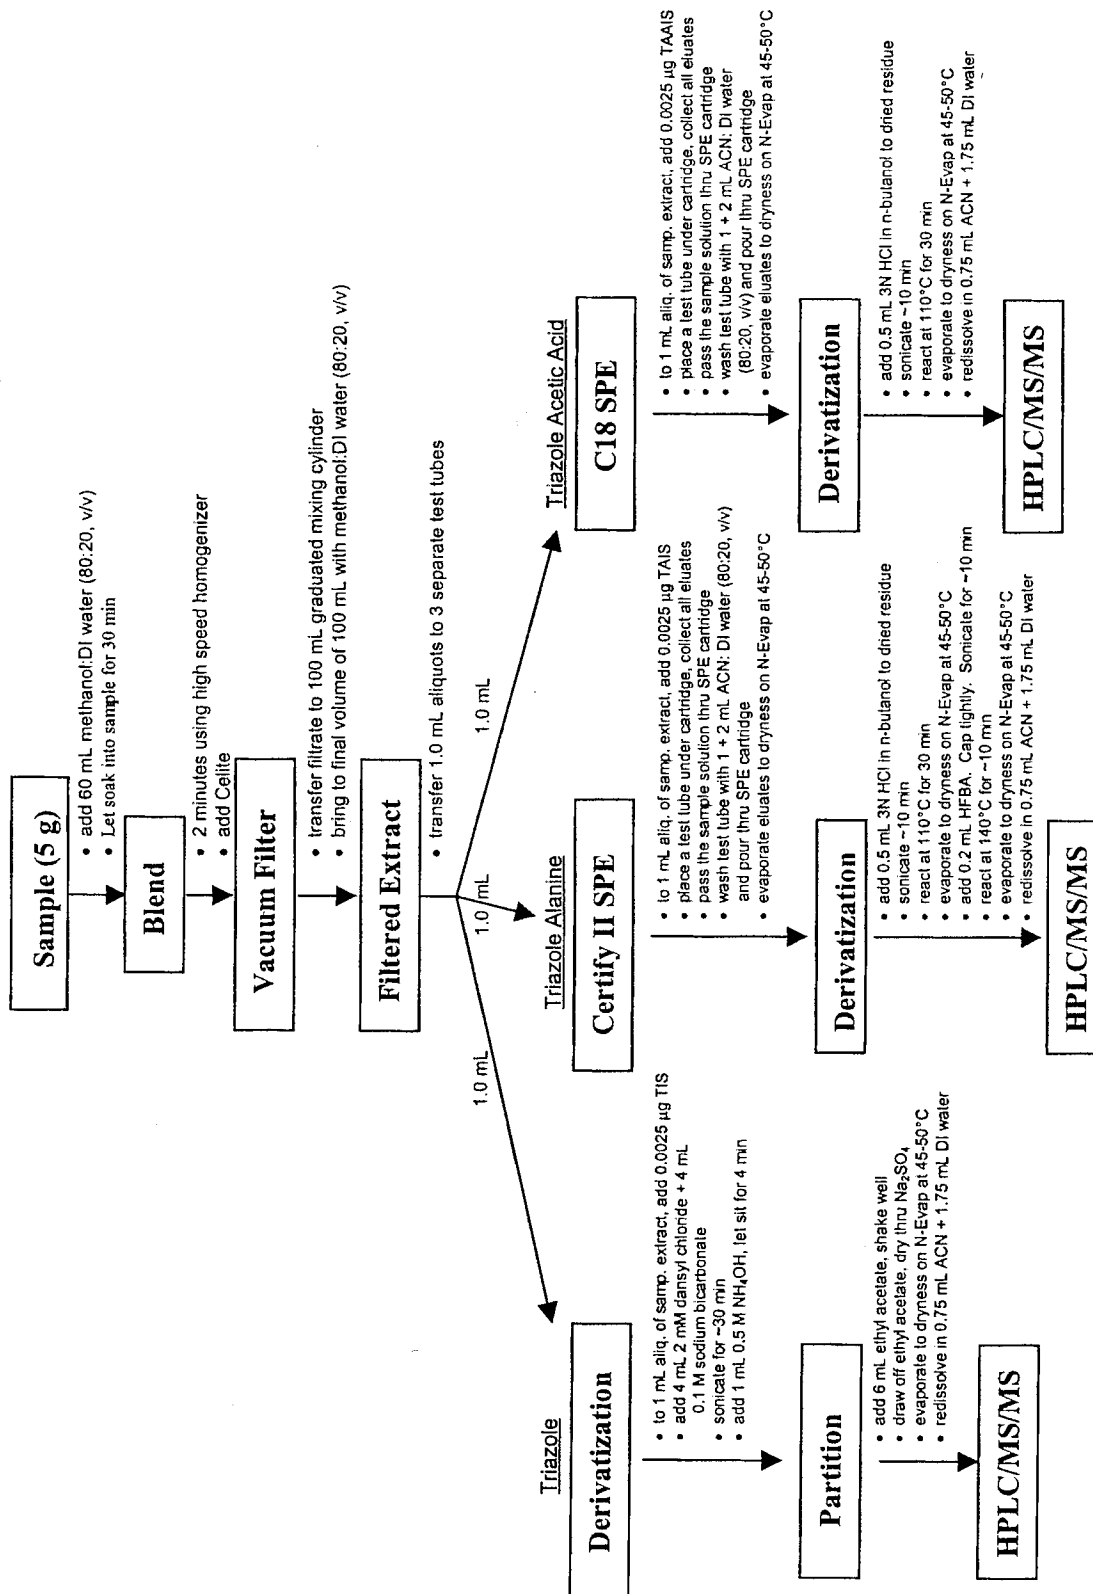 Sample (5 g)
• add 60 mL methanol:DI water (80:20, v/v)
• Let soak into sample for 30 min
Blend
• 2 minutes using high speed homogenizer
• add Celite
Vacuum Filter
• transfer filtrate to 100 mL graduated mixing cylinder
• bring to final volume of 100 mL with methanol:DI water (80:20, v/v)
Filtered Extract
• transfer 1.0 mL aliquots to 3 separate test tubes
1.0 mL
1.0 mL
1.0 mL
Triazole
Derivatization
• to 1 mL aliq. of samp. extract, add 0.0025 µg TIS
• add 4 mL 2 mM dansyl chloride + 4 mL
0.1 M sodium bicarbonate
• sonicate for ~30 min
• add 1 mL 0.5 M NH₄OH, let sit for 4 min
Partition
• add 6 mL ethyl acetate, shake well
• draw off ethyl acetate, dry thru Na₂SO₄
• evaporate to dryness on N-Evap at 45-50°C
• redissolve in 0.75 mL ACN + 1.75 mL DI water
HPLC/MS/MS
Triazole Alanine
Certify II SPE
• to 1 mL aliq. of samp. extract, add 0.0025 µg TAIS
• place a test tube under cartridge, collect all eluates
• pass the sample solution thru SPE cartridge
• wash test tube with 1 + 2 mL ACN: DI water (80:20, v/v)
and pour thru SPE cartridge
• evaporate eluates to dryness on N-Evap at 45-50°C
Derivatization
• add 0.5 mL 3N HCl in n-butanol to dried residue
• sonicate ~10 min
• react at 110°C for 30 min
• evaporate to dryness on N-Evap at 45-50°C
• add 0.2 mL HFBA. Cap tightly. Sonicate for ~10 min
• react at 140°C for ~10 min
• evaporate to dryness on N-Evap at 45-50°C
• redissolve in 0.75 mL ACN + 1.75 mL DI water
HPLC/MS/MS
Triazole Acetic Acid
C18 SPE
• to 1 mL aliq. of samp. extract, add 0.0025 µg TAAIS
• place a test tube under cartridge, collect all eluates
• pass the sample solution thru SPE cartridge
• wash test tube with 1 + 2 mL ACN: DI water
(80:20, v/v) and pour thru SPE cartridge
• evaporate eluates to dryness on N-Evap at 45-50°C
Derivatization
• add 0.5 mL 3N HCl in n-butanol to dried residue
• sonicate ~10 min
• react at 110°C for 30 min
• evaporate to dryness on N-Evap at 45-50°C
• redissolve in 0.75 mL ACN + 1.75 mL DI water
HPLC/MS/MS